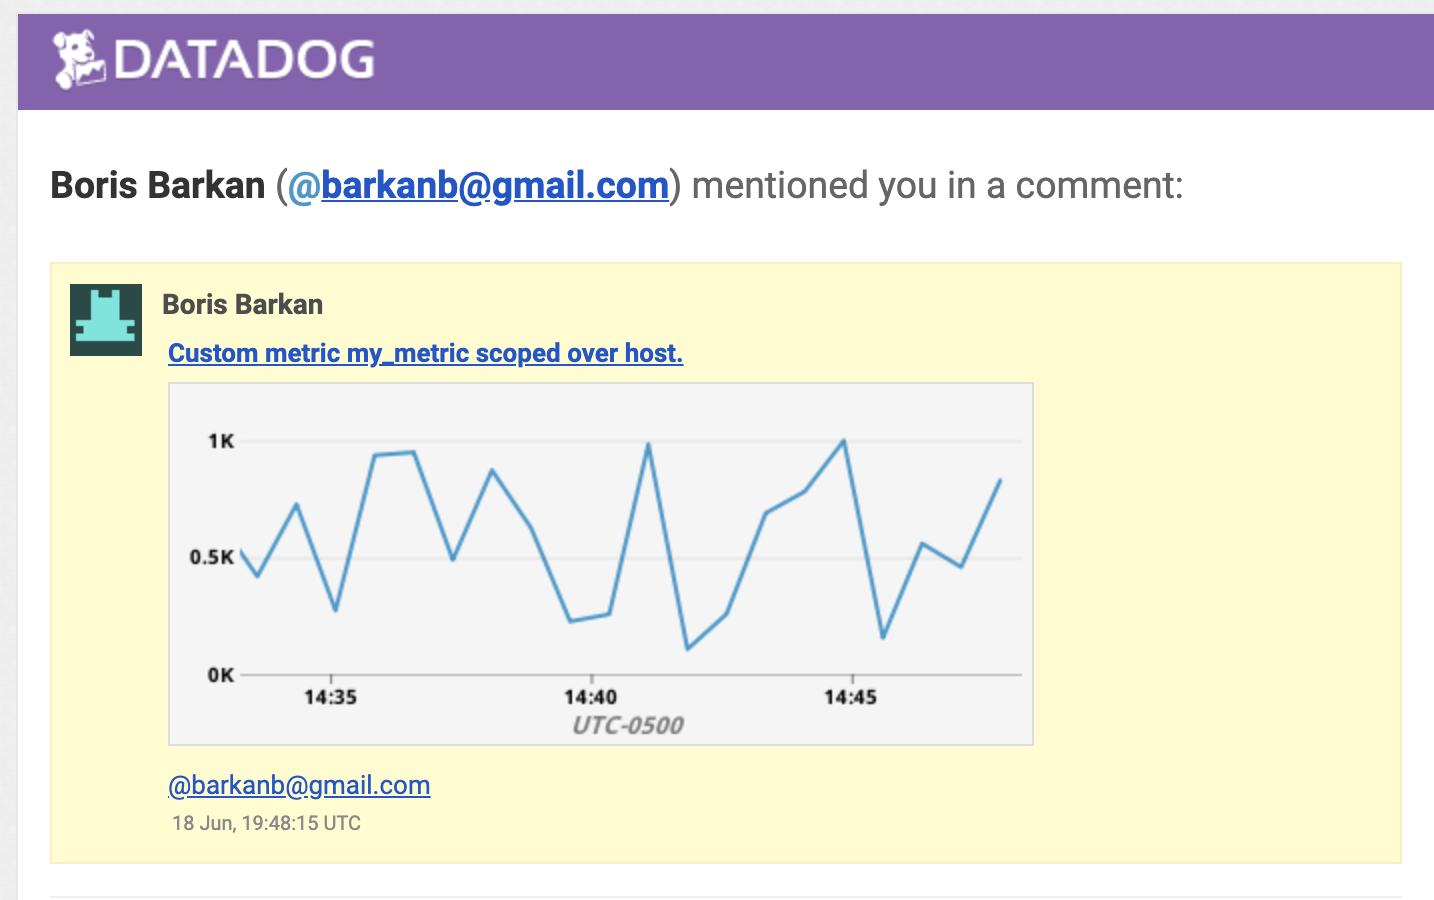 DATADOG
Boris Barkan (@barkanb@gmail.com) mentioned you in a comment:
Boris Barkan
Custom metric my_metric scoped over host.
1K
0.5K
0K
14:35 14:40 14:45
UTC-0500
@barkanb@gmail.com
18 Jun, 19:48:15 UTC